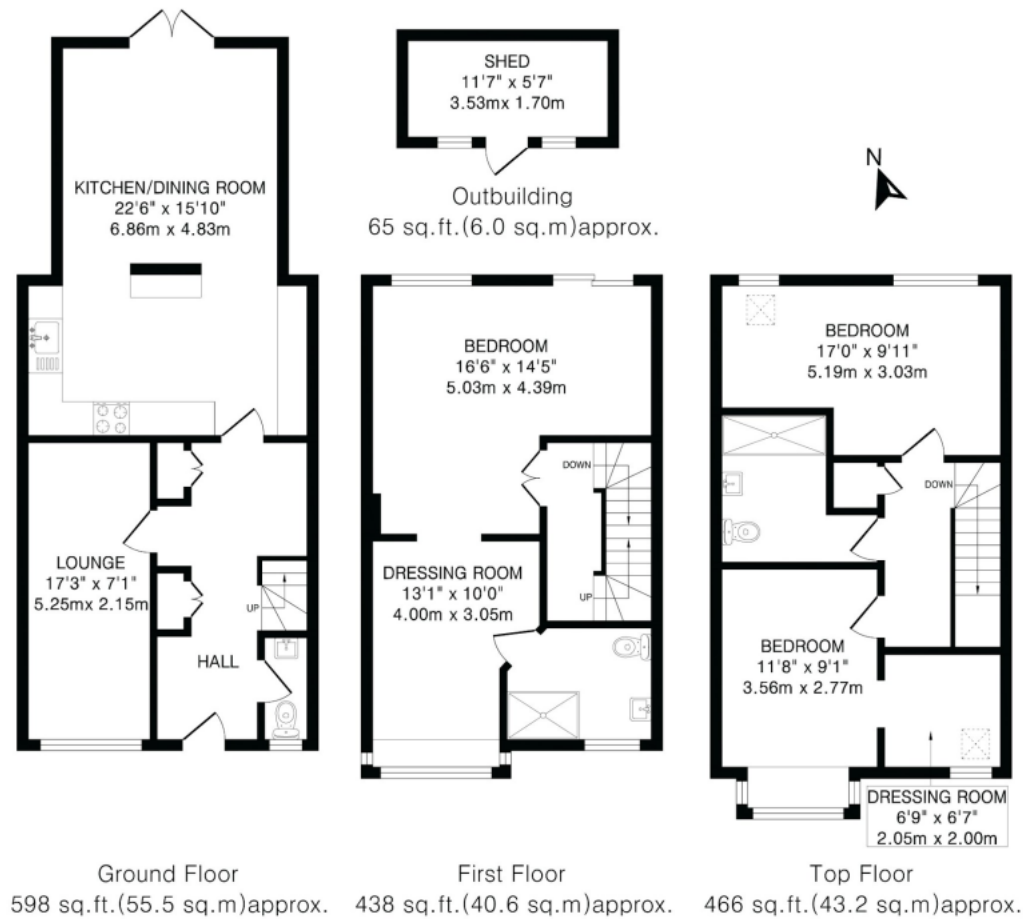 SHED
11'7" x 5'7"
3.53mx 1.70m
Outbuilding
65 sq.ft.(6.0 sq.m)approx.
N
KITCHEN/DINING ROOM
22'6" x 15'10"
6.86m x 4.83m
LOUNGE
17'3" x 7'1"
5.25mx 2.15m
UP
HALL
Ground Floor
598 sq.ft.(55.5 sq.m)approx.
BEDROOM
16'6" x 14'5"
5.03m x 4.39m
DOWN
UP
DRESSING ROOM
13'1" x 10'0"
4.00m x 3.05m
First Floor
438 sq.ft.(40.6 sq.m)approx.
BEDROOM
17'0" x 9'11"
5.19m x 3.03m
DOWN
BEDROOM
11'8" x 9'1"
3.56m x 2.77m
DRESSING ROOM
6'9" x 6'7"
2.05m x 2.00m
Top Floor
466 sq.ft.(43.2 sq.m)approx.